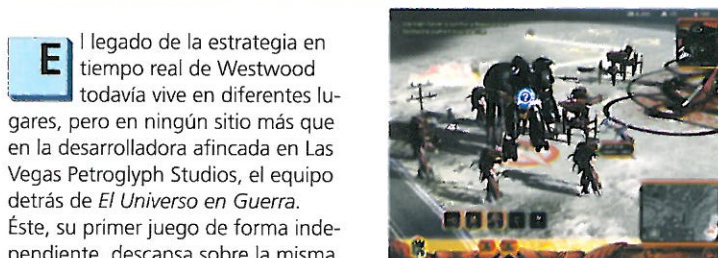 El legado de la estrategia en
tiempo real de Westwood
todavía vive en diferentes lu-
gares, pero en ningún sitio más que
en la desarrolladora afincada en Las
Vegas Petroglyph Studios, el equipo
detrás de El Universo en Guerra.
Éste, su primer juego de forma inde-
pendiente, descansa sobre la misma